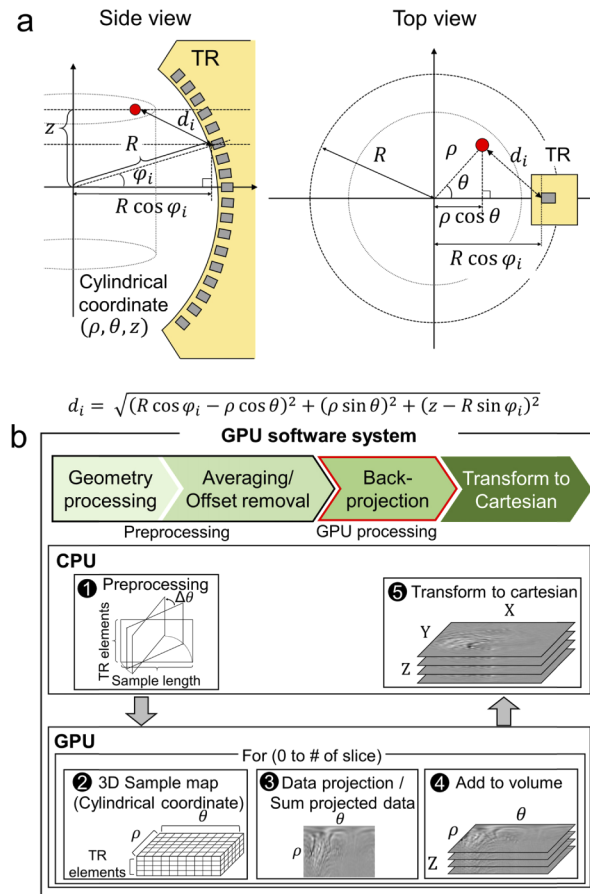 a
Side view
Top view
TR
z
d_i
R
φ_i
R cos φ_i
Cylindrical
coordinate
(ρ, θ, z)
R
ρ
d_i
TR
θ
ρ cos θ
R cos φ_i
d_i = √((R cos φ_i − ρ cos θ)² + (ρ sin θ)² + (z − R sin φ_i)²)
b
GPU software system
Geometry
processing
Averaging/
Offset removal
Back-
projection
Transform to
Cartesian
Preprocessing
GPU processing
CPU
1 Preprocessing
Δθ
TR elements
Sample length
5 Transform to cartesian
X
Y
Z
GPU
For (0 to # of slice)
2 3D Sample map
(Cylindrical coordinate)
θ
ρ
TR
elements
3 Data projection /
Sum projected data
θ
ρ
4 Add to volume
θ
ρ
Z